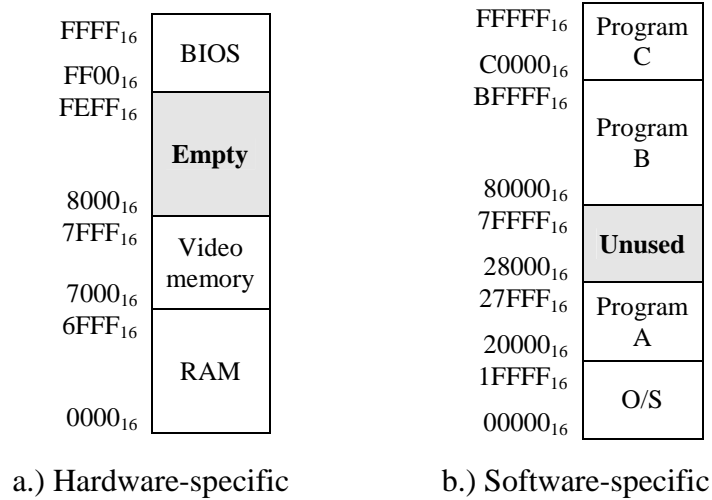 FFFF16
BIOS
FF0016
FEFF16
Empty
800016
7FFF16
Video
memory
700016
6FFF16
RAM
000016
a.) Hardware-specific
FFFFF16
Program
C
C000016
BFFFF16
Program
B
8000016
7FFFF16
Unused
2800016
27FFF16
Program
A
2000016
1FFFF16
O/S
0000016
b.) Software-specific